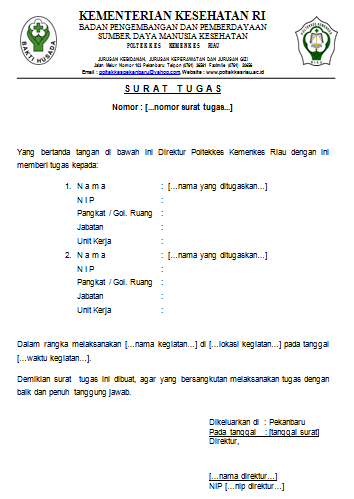 KEMENTERIAN KESEHATAN RI
BADAN PENGEMBANGAN DAN PEMBERDAYAAN
SUMBER DAYA MANUSIA KESEHATAN
POLTEKKES KEMENKES RIAU
JURUSAN KEBIDANAN, JURUSAN KEPERAWATAN DAN JURUSAN GIZI
Jalan Melur Nomor 103 Pekanbaru Telpon (0761) 36581 Faximile (0761) 20656
Email : poltekkespekanbaru@yahoo.com, Website : www.poltekkesriau.ac.id
BAKTI HUSADA
SURAT TUGAS
Nomor : [...nomor surat tugas...]
Yang bertanda tangan di bawah ini Direktur Poltekkes Kemenkes Riau dengan ini
memberi tugas kepada:
1. N a m a : [...nama yang ditugaskan...]
N I P :
Pangkat / Gol. Ruang :
Jabatan :
Unit Kerja :
2. N a m a : [...nama yang ditugaskan...]
N I P :
Pangkat / Gol. Ruang :
Jabatan :
Unit Kerja :
Dalam rangka melaksanakan [...nama kegiatan...] di [...lokasi kegiatan...] pada tanggal
[...waktu kegiatan...].
Demikian surat tugas ini dibuat, agar yang bersangkutan melaksanakan tugas dengan
baik dan penuh tanggung jawab.
Dikeluarkan di : Pekanbaru
Pada tanggal : [tanggal surat]
Direktur,
[...nama direktur...]
NIP [...nip direktur...]